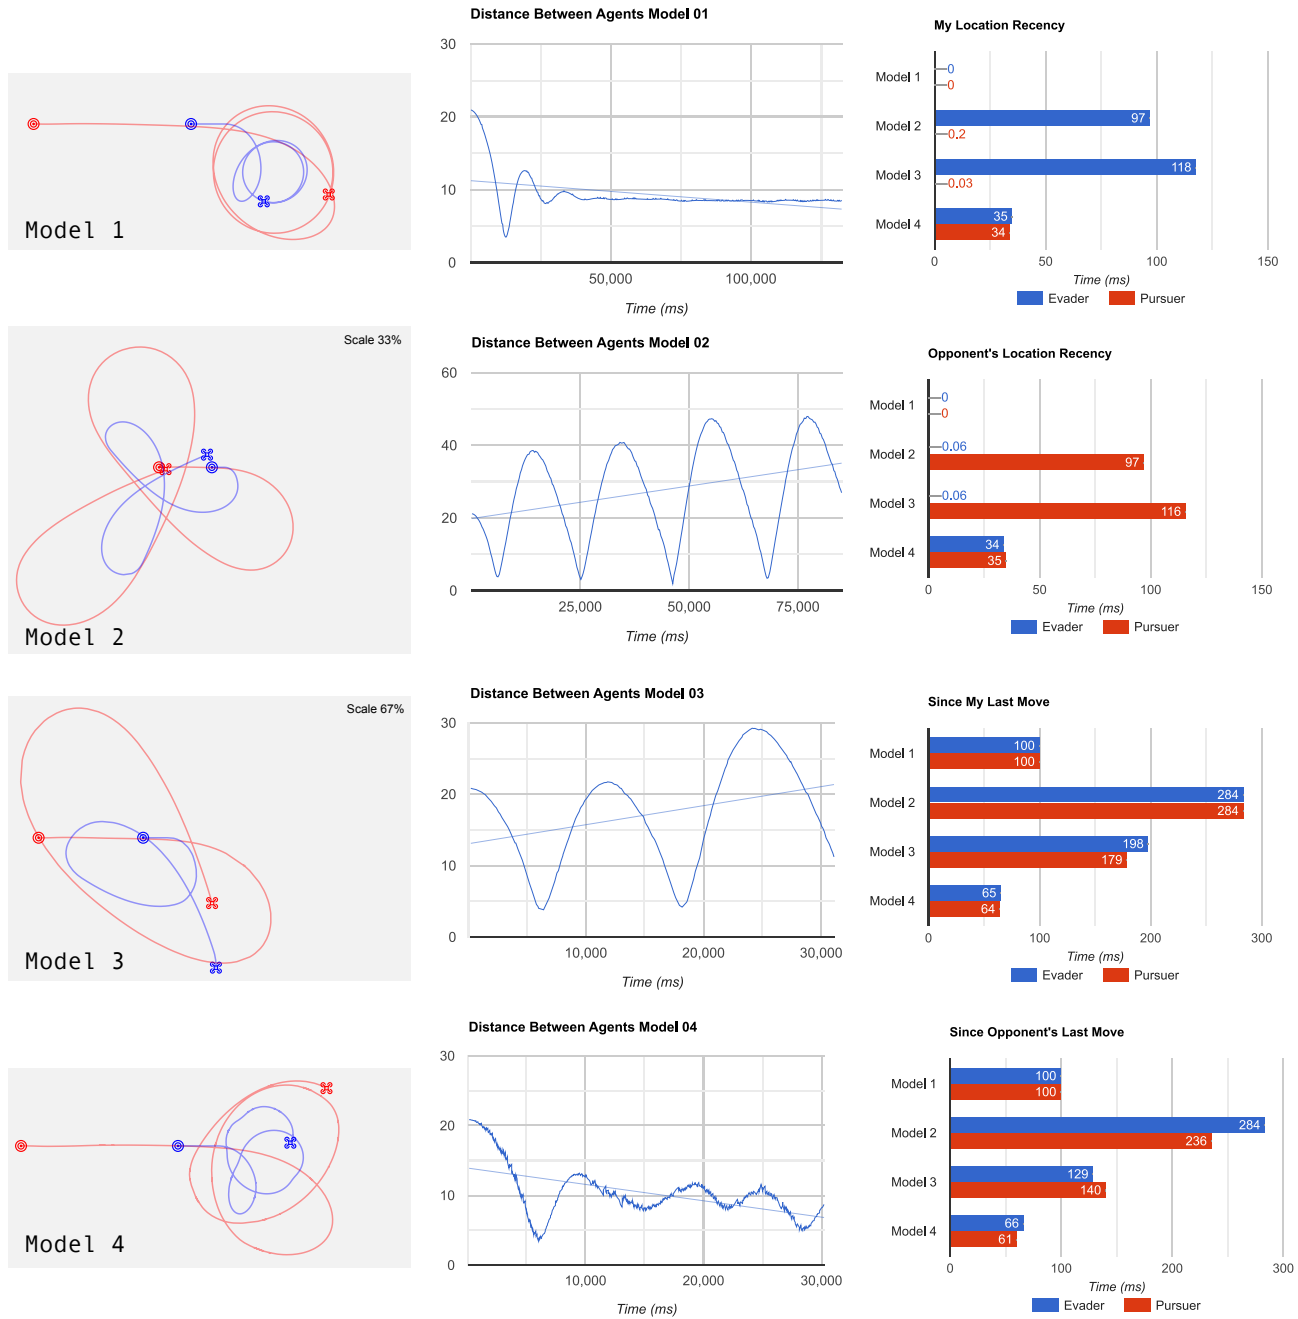 Model 1
Distance Between Agents Model 01
30
20
10
0
50,000
100,000
Time (ms)
My Location Recency
Model 1
0
0
Model 2
97
0.2
Model 3
118
0.03
Model 4
35
34
0
50
100
150
Time (ms)
Evader
Pursuer
Scale 33%
Model 2
Distance Between Agents Model 02
60
40
20
0
25,000
50,000
75,000
Time (ms)
Opponent's Location Recency
Model 1
0
0
Model 2
0.06
97
Model 3
0.06
116
Model 4
34
35
0
50
100
150
Time (ms)
Evader
Pursuer
Scale 67%
Model 3
Distance Between Agents Model 03
30
20
10
0
10,000
20,000
30,000
Time (ms)
Since My Last Move
Model 1
100
100
Model 2
284
284
Model 3
198
179
Model 4
65
64
0
100
200
300
Time (ms)
Evader
Pursuer
Model 4
Distance Between Agents Model 04
30
20
10
0
10,000
20,000
30,000
Time (ms)
Since Opponent's Last Move
Model 1
100
100
Model 2
284
236
Model 3
129
140
Model 4
66
61
0
100
200
300
Time (ms)
Evader
Pursuer